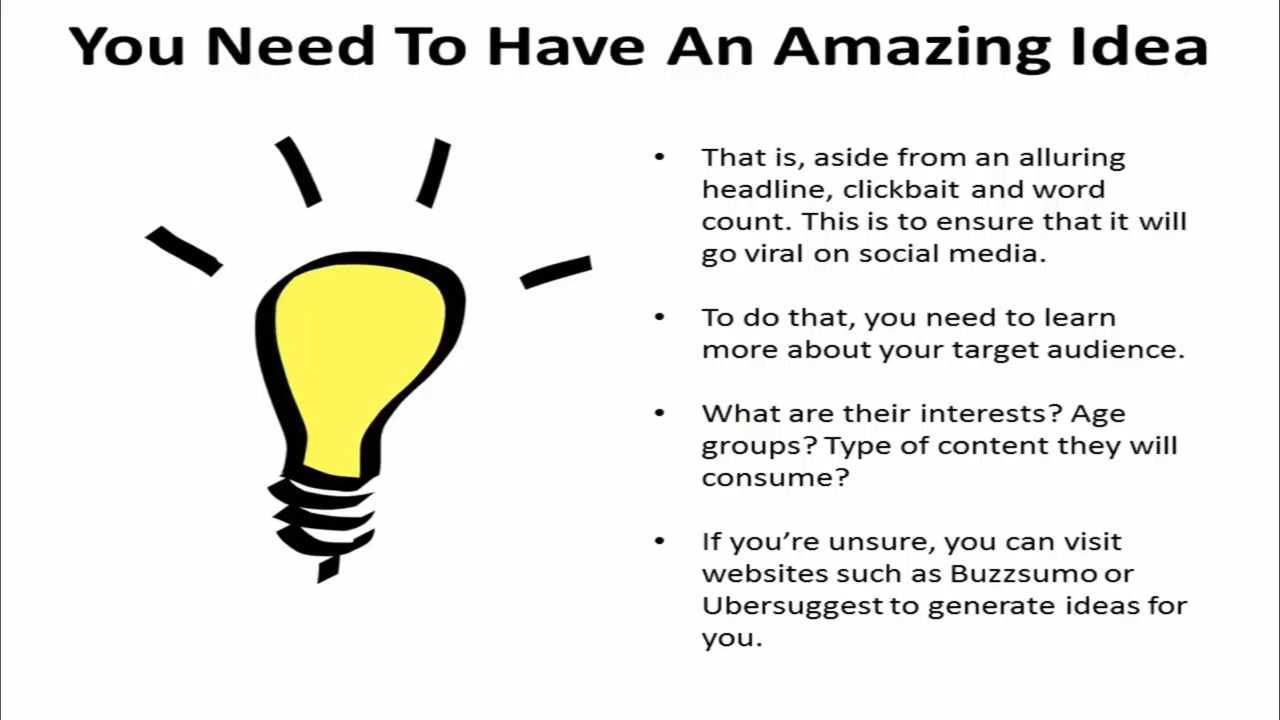 You Need To Have An Amazing Idea
• That is, aside from an alluring
headline, clickbait and word
count. This is to ensure that it will
go viral on social media.
• To do that, you need to learn
more about your target audience.
• What are their interests? Age
groups? Type of content they will
consume?
• If you’re unsure, you can visit
websites such as Buzzsumo or
Ubersuggest to generate ideas for
you.